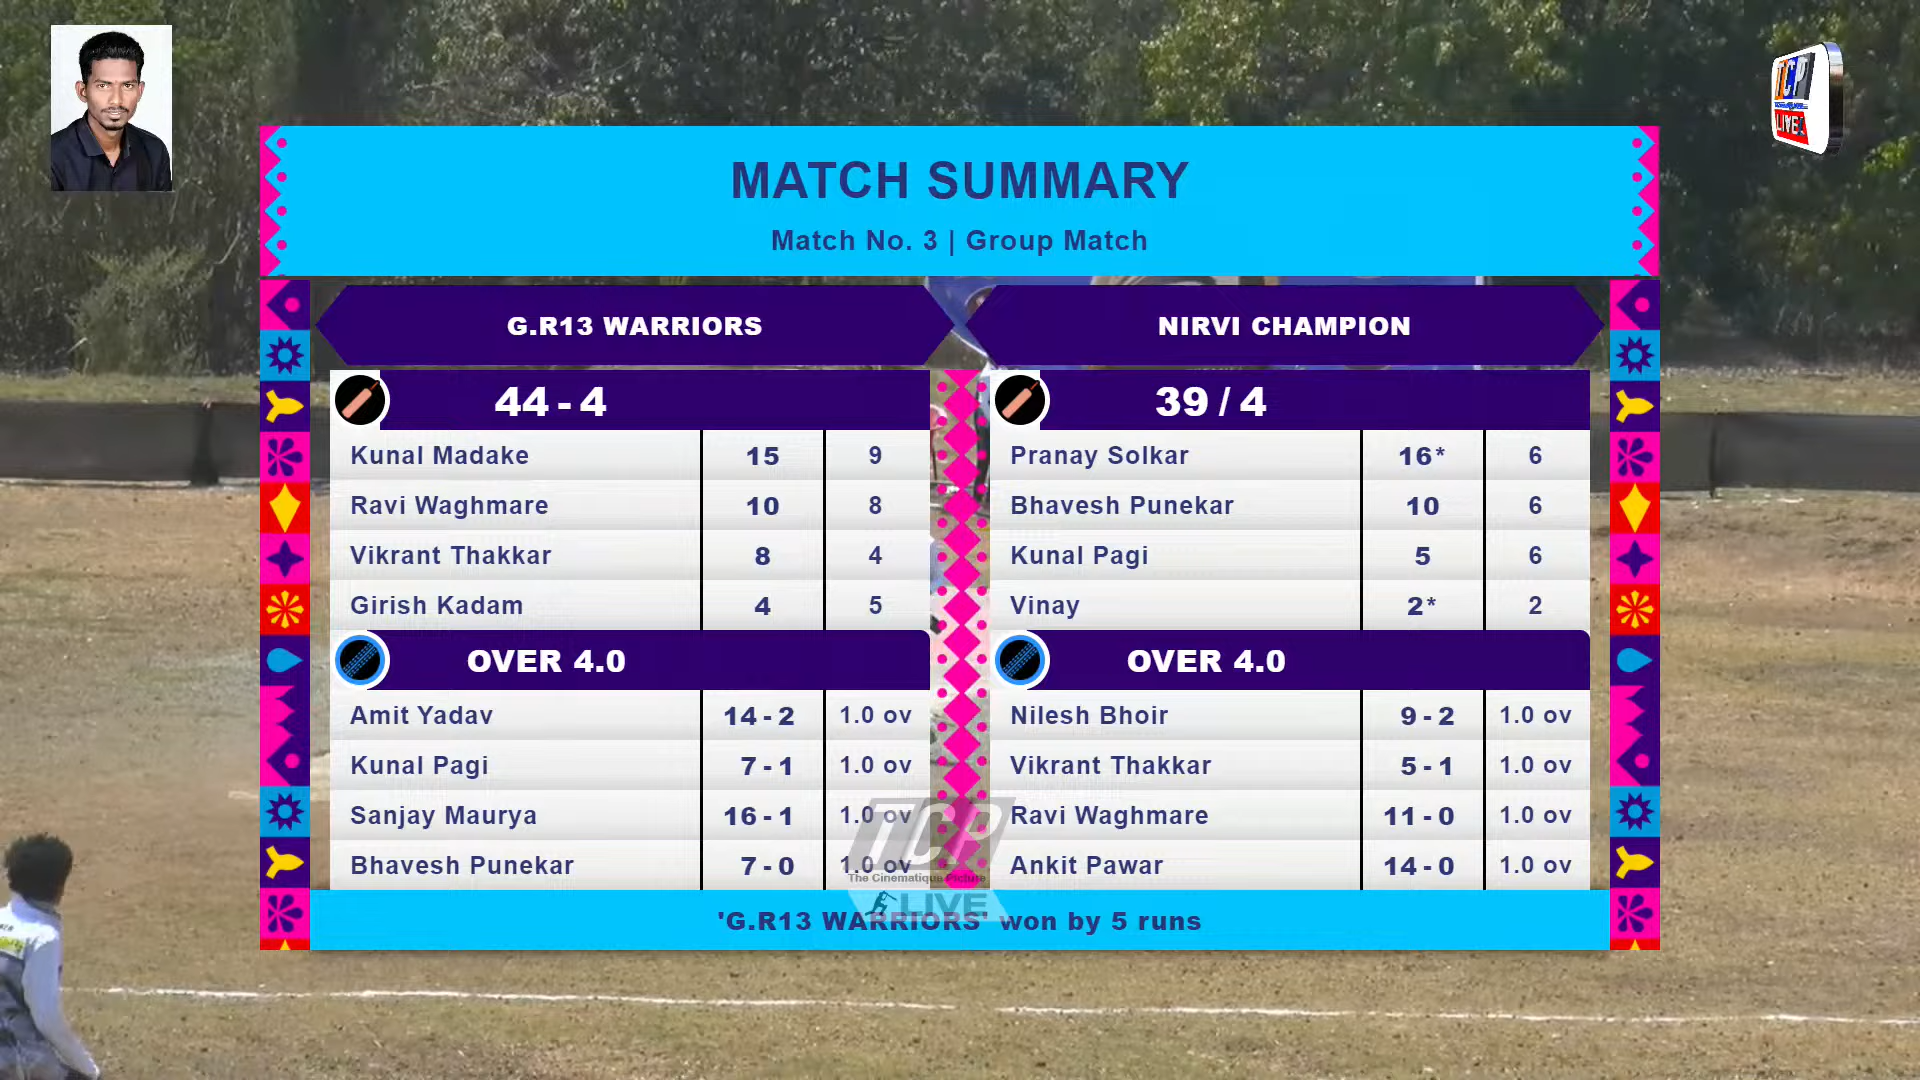 TCP
LIVE
MATCH SUMMARY
Match No. 3 | Group Match
G.R13 WARRIORS
NIRVI CHAMPION
44 - 4
Kunal Madake 15 9
Ravi Waghmare 10 8
Vikrant Thakkar 8 4
Girish Kadam 4 5
OVER 4.0
Amit Yadav 14 - 2 1.0 ov
Kunal Pagi 7 - 1 1.0 ov
Sanjay Maurya 16 - 1 1.0 ov
Bhavesh Punekar 7 - 0 1.0 ov
39 / 4
Pranay Solkar 16* 6
Bhavesh Punekar 10 6
Kunal Pagi 5 6
Vinay 2* 2
OVER 4.0
Nilesh Bhoir 9 - 2 1.0 ov
Vikrant Thakkar 5 - 1 1.0 ov
Ravi Waghmare 11 - 0 1.0 ov
Ankit Pawar 14 - 0 1.0 ov
TCP
The Cinematique Picture
LIVE
'G.R13 WARRIORS' won by 5 runs